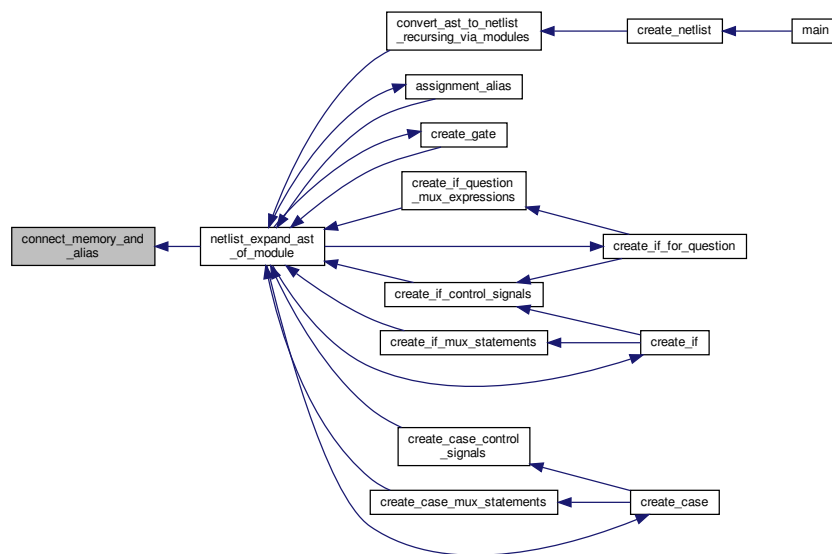 convert_ast_to_netlist
_recursing_via_modules
create_netlist
main
assignment_alias
create_gate
create_if_question
_mux_expressions
connect_memory_and
_alias
netlist_expand_ast
_of_module
create_if_for_question
create_if_control_signals
create_if_mux_statements
create_if
create_case_control
_signals
create_case_mux_statements
create_case